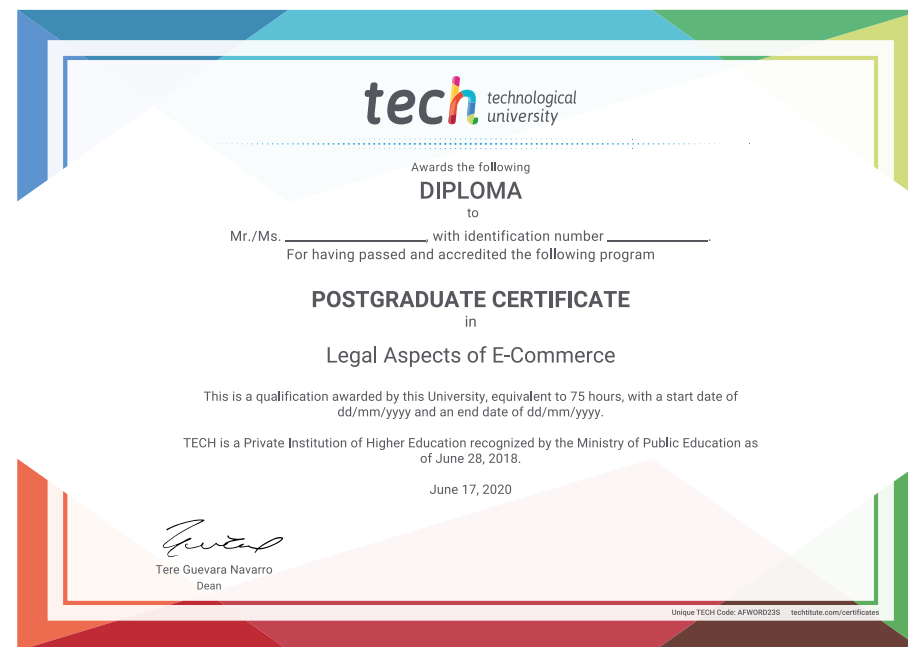 tech technological
university
Awards the following
DIPLOMA
to
Mr./Ms. ____________________, with identification number ______________.
For having passed and accredited the following program
POSTGRADUATE CERTIFICATE
in
Legal Aspects of E-Commerce
This is a qualification awarded by this University, equivalent to 75 hours, with a start date of
dd/mm/yyyy and an end date of dd/mm/yyyy.
TECH is a Private Institution of Higher Education recognized by the Ministry of Public Education as
of June 28, 2018.
June 17, 2020
Tere Guevara Navarro
Dean
Unique TECH Code: AFWORD23S techtitute.com/certificates